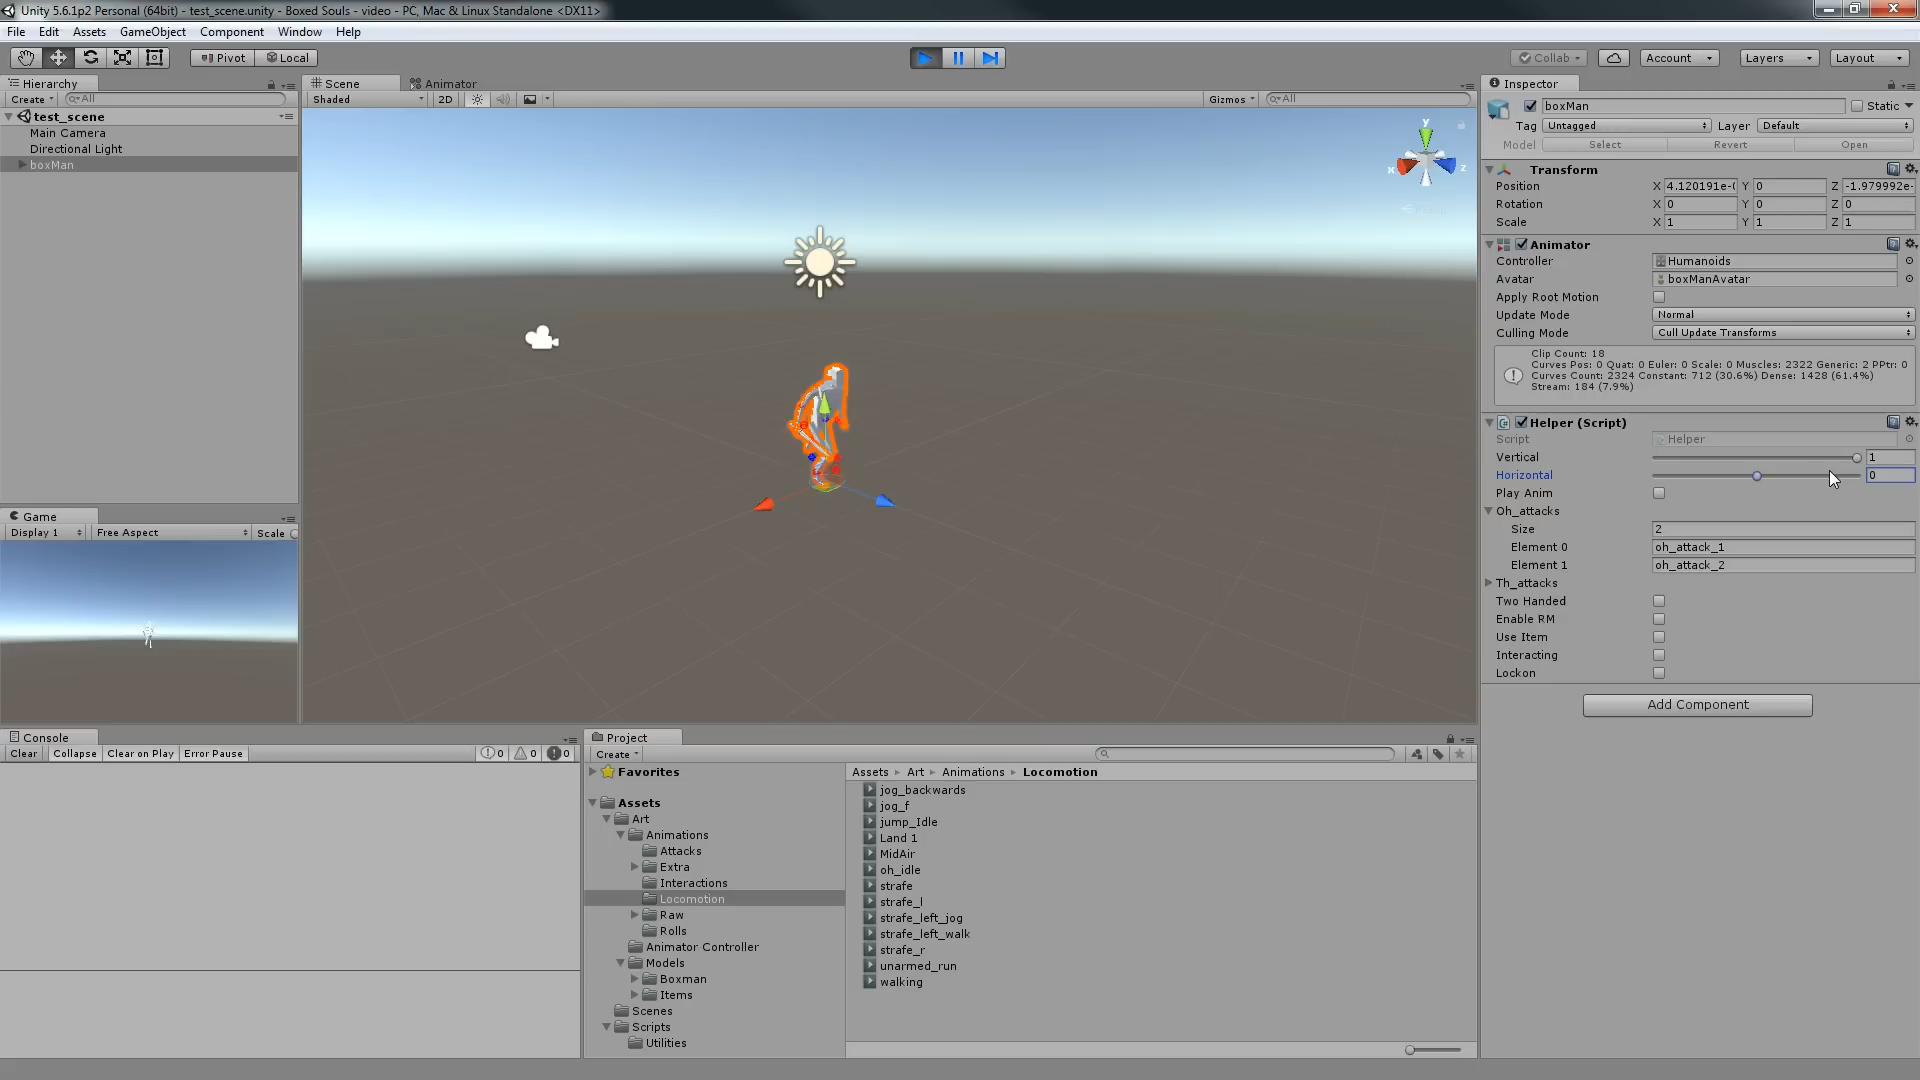 Unity 5.6.1p2 Personal (64bit) - test_scene.unity - Boxed Souls - video - PC, Mac & Linux Standalone <DX11>
File Edit Assets GameObject Component Window Help
Pivot Local Collab Account Layers Layout
Hierarchy
Create All
test_scene
Main Camera
Directional Light
boxMan
Scene Animator
Shaded 2D Gizmos All
y
x
z
Game
Display 1 Free Aspect Scale
Inspector
boxMan Static
Tag Untagged Layer Default
Model Select Revert Open
Transform
Position X 4.120191e-( Y 0 Z -1.979992e-
Rotation X 0 Y 0 Z 0
Scale X 1 Y 1 Z 1
Animator
Controller Humanoids
Avatar boxManAvatar
Apply Root Motion
Update Mode Normal
Culling Mode Cull Update Transforms
Clip Count: 18
Curves Pos: 0 Quat: 0 Euler: 0 Scale: 0 Muscles: 2322 Generic: 2 PPtr: 0
Curves Count: 2324 Constant: 712 (30.6%) Dense: 1428 (61.4%)
Stream: 184 (7.9%)
Helper (Script)
Script Helper
Vertical 1
Horizontal 0
Play Anim
Oh_attacks
Size 2
Element 0 oh_attack_1
Element 1 oh_attack_2
Th_attacks
Two Handed
Enable RM
Use Item
Interacting
Lockon
Add Component
Console
Clear Collapse Clear on Play Error Pause 0 0 0
Project
Create
Favorites
Assets
Art
Animations
Attacks
Extra
Interactions
Locomotion
Raw
Rolls
Animator Controller
Models
Boxman
Items
Scenes
Scripts
Utilities
Assets Art Animations Locomotion
jog_backwards
jog_f
jump_Idle
Land 1
MidAir
oh_idle
strafe
strafe_l
strafe_left_jog
strafe_left_walk
strafe_r
unarmed_run
walking